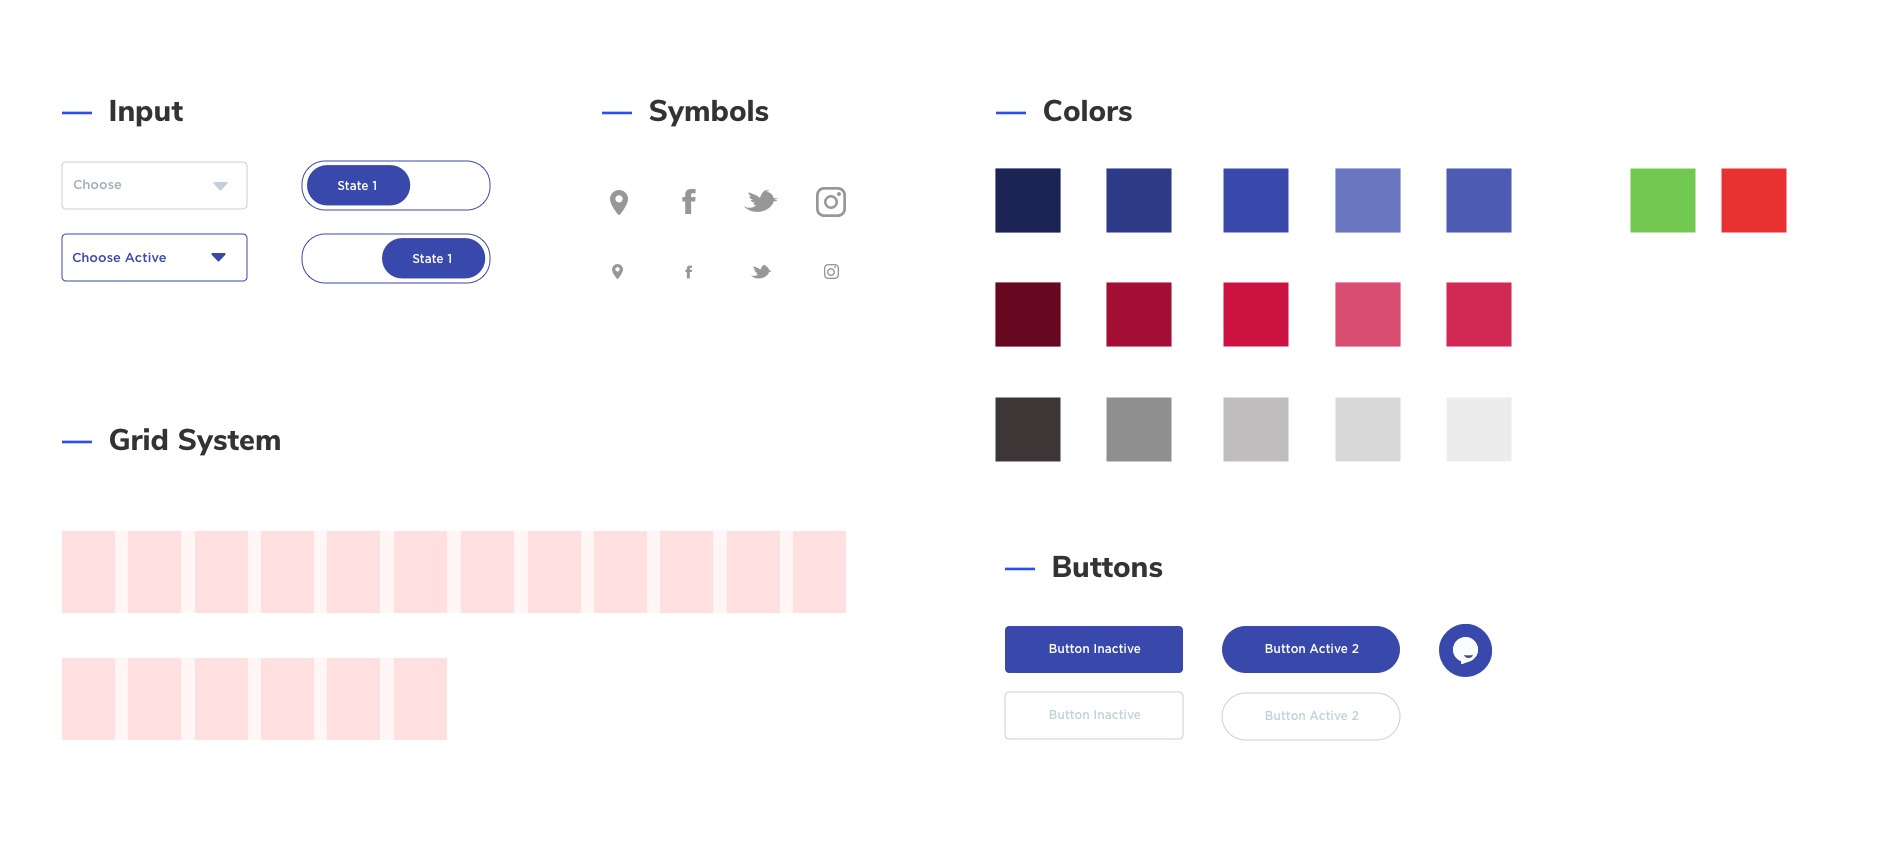 Input
Choose
Choose Active
State 1
State 1
Symbols
Colors
Grid System
Buttons
Button Inactive
Button Active 2
Button Inactive
Button Active 2